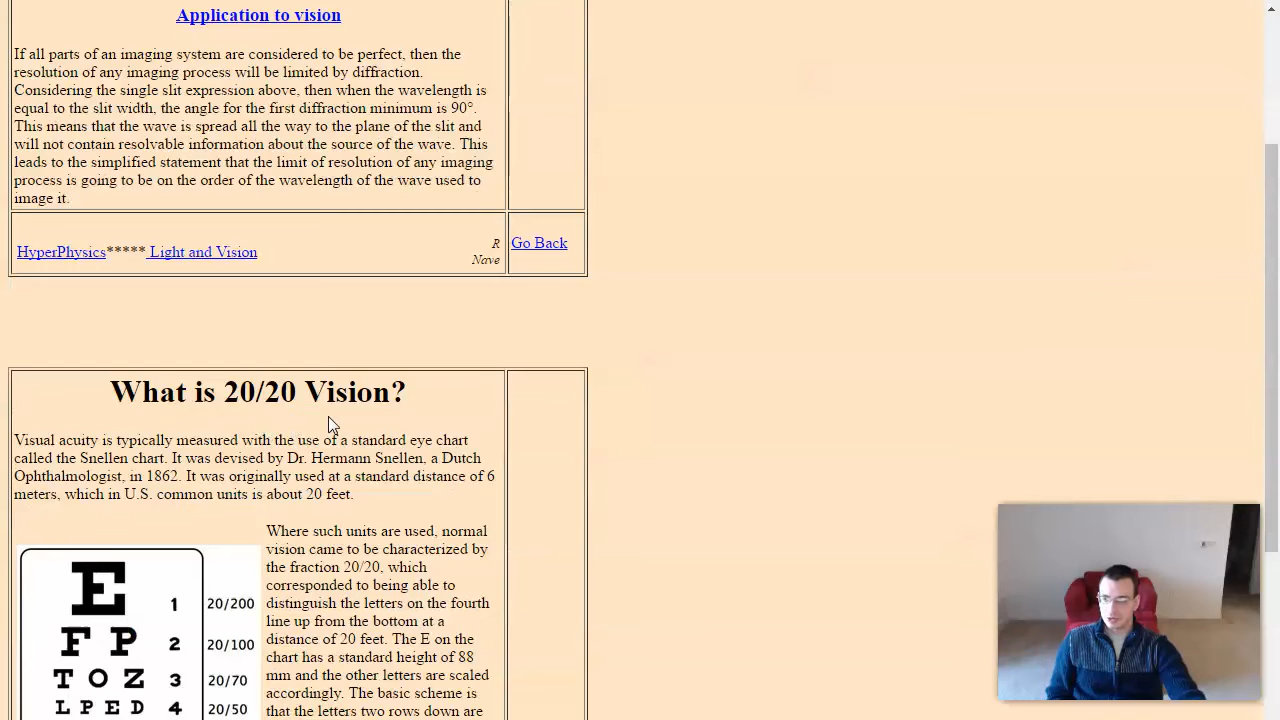 Application to vision
If all parts of an imaging system are considered to be perfect, then the
resolution of any imaging process will be limited by diffraction.
Considering the single slit expression above, then when the wavelength is
equal to the slit width, the angle for the first diffraction minimum is 90°.
This means that the wave is spread all the way to the plane of the slit and
will not contain resolvable information about the source of the wave. This
leads to the simplified statement that the limit of resolution of any imaging
process is going to be on the order of the wavelength of the wave used to
image it.
HyperPhysics***** Light and Vision
R
Nave
Go Back
What is 20/20 Vision?
Visual acuity is typically measured with the use of a standard eye chart
called the Snellen chart. It was devised by Dr. Hermann Snellen, a Dutch
Ophthalmologist, in 1862. It was originally used at a standard distance of 6
meters, which in U.S. common units is about 20 feet.
E 1 20/200
F P 2 20/100
T O Z 3 20/70
L P E D 4 20/50
Where such units are used, normal
vision came to be characterized by
the fraction 20/20, which
corresponded to being able to
distinguish the letters on the fourth
line up from the bottom at a
distance of 20 feet. The E on the
chart has a standard height of 88
mm and the other letters are scaled
accordingly. The basic scheme is
that the letters two rows down are